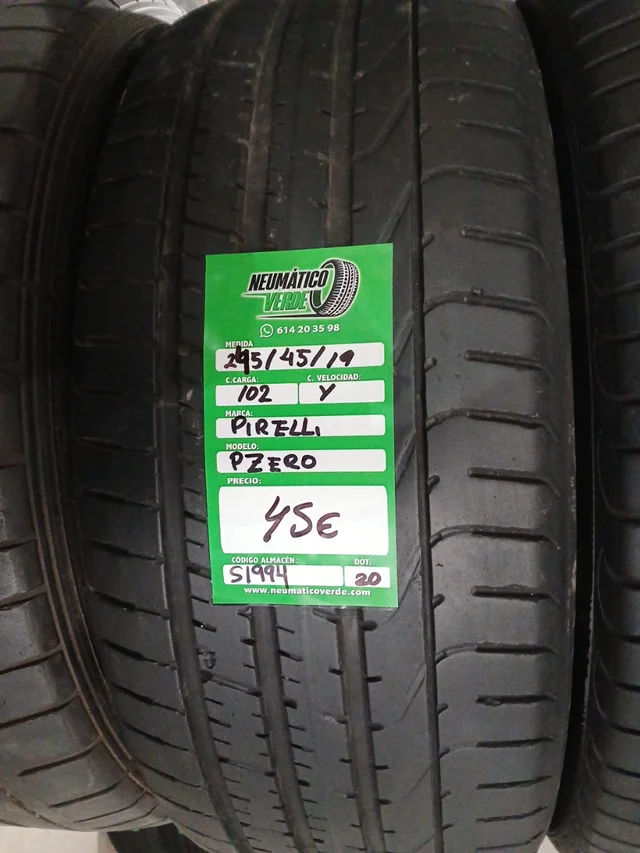 NEUMÁTICO
VERDE
614 20 35 98
MEDIDA
245/45/19
C.CARGA: C. VELOCIDAD:
102 Y
MARCA:
PIRELLI
MODELO:
PZERO
PRECIO:
45€
CÓDIGO ALMACÉN: DOT:
S1994 20
www.neumaticoverde.com